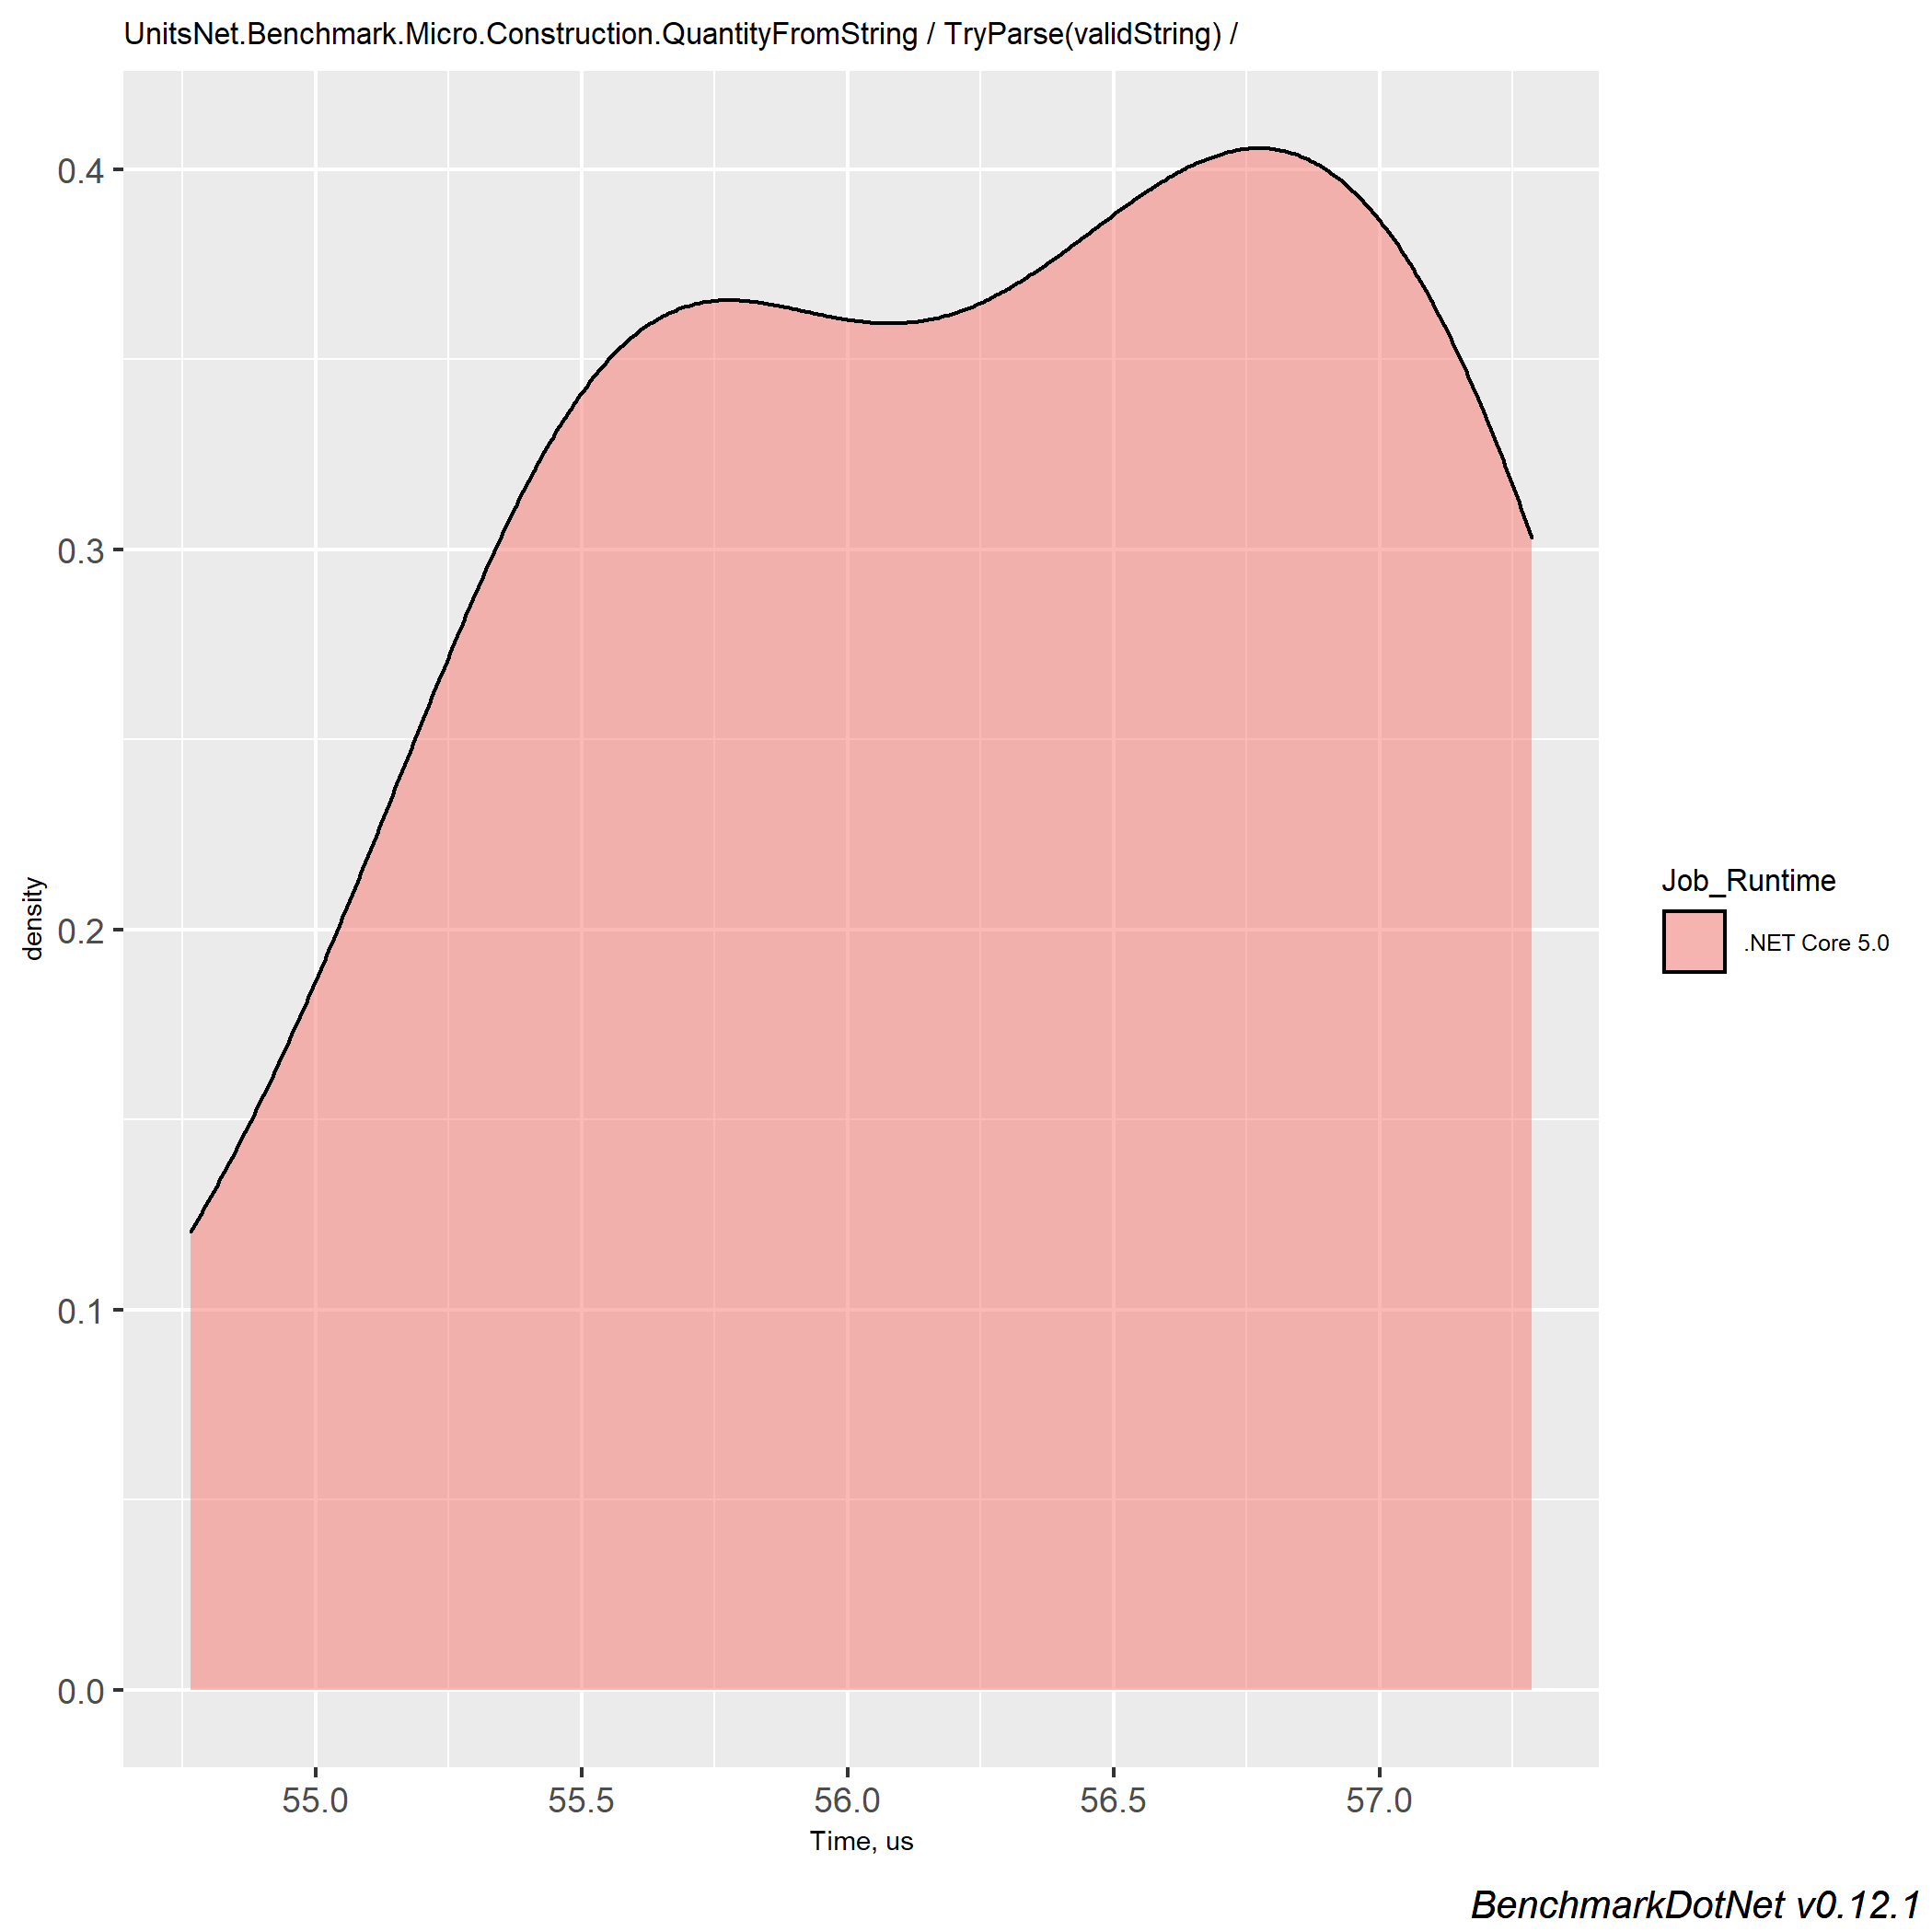 UnitsNet.Benchmark.Micro.Construction.QuantityFromString / TryParse(validString) /
0.4
0.3
0.2
0.1
0.0
density
55.0 55.5 56.0 56.5 57.0
Time, us
Job_Runtime
.NET Core 5.0
BenchmarkDotNet v0.12.1